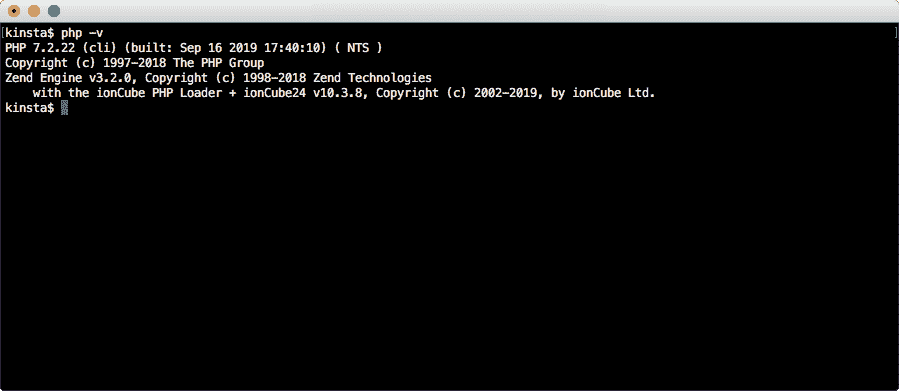 [kinsta$ php -v ]
PHP 7.2.22 (cli) (built: Sep 16 2019 17:40:10) ( NTS )
Copyright (c) 1997-2018 The PHP Group
Zend Engine v3.2.0, Copyright (c) 1998-2018 Zend Technologies
    with the ionCube PHP Loader + ionCube24 v10.3.8, Copyright (c) 2002-2019, by ionCube Ltd.
kinsta$